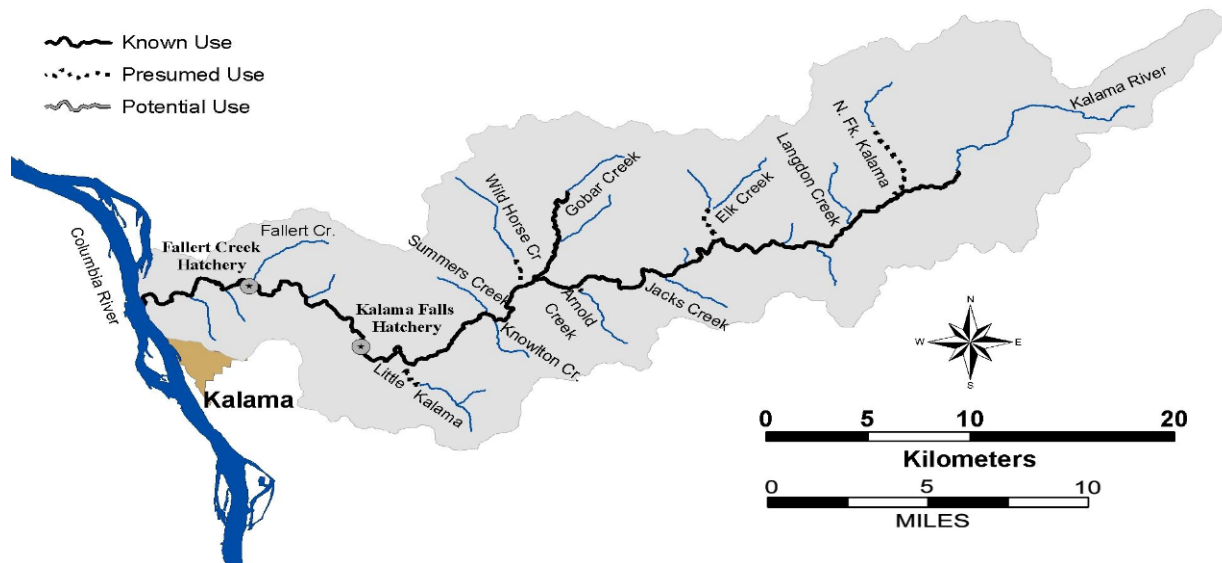 Known Use
Presumed Use
Potential Use
Columbia River
Fallert Creek
Hatchery
Fallert Cr.
Kalama Falls
Hatchery
Kalama
Little
Kalama
Summers Creek
Knowlton Cr.
Wild Horse Cr
Gobar Creek
Arnold
Creek
Jacks Creek
Elk Creek
Langdon Creek
N. Fk. Kalama
Kalama River
N
W
E
S
0 5 10 20
Kilometers
0 5 10
MILES